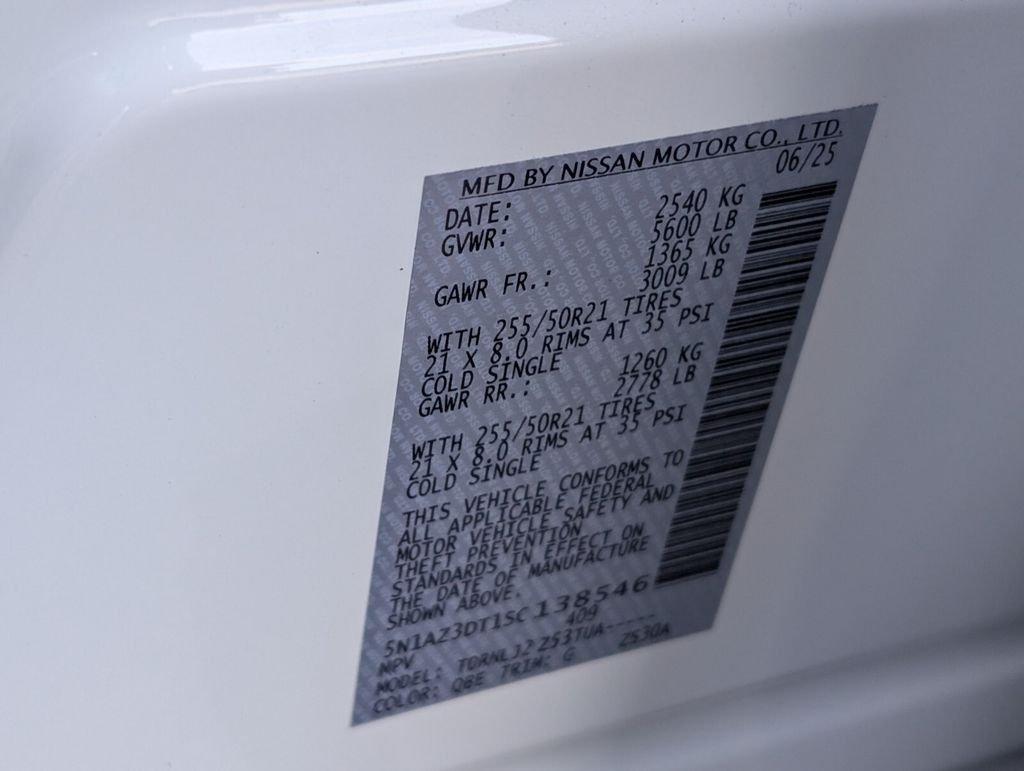 MFD BY NISSAN MOTOR CO., LTD.
DATE: 06/25
GVWR: 2540 KG
5600 LB
GAWR FR.: 1365 KG
3009 LB
WITH 255/50R21 TIRES
21 X 8.0 RIMS AT 35 PSI
COLD SINGLE
GAWR RR.: 1260 KG
2778 LB
WITH 255/50R21 TIRES
21 X 8.0 RIMS AT 35 PSI
COLD SINGLE
THIS VEHICLE CONFORMS TO
ALL APPLICABLE FEDERAL
MOTOR VEHICLE SAFETY AND
THEFT PREVENTION
STANDARDS IN EFFECT ON
THE DATE OF MANUFACTURE
SHOWN ABOVE.
5N1AZ3DT1SC138546
MPV 409
MODEL: TQRNLJ2Z53TUA-----
COLOR: QBE TRIM: G ZS30A